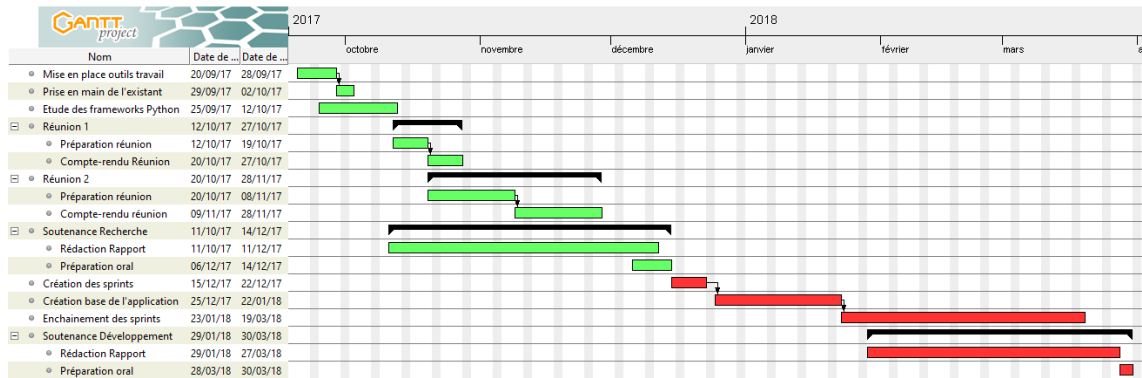 GANTT
project
2017 2018
octobre novembre décembre janvier février mars a
Nom Date de ... Date de ...
Mise en place outils travail 20/09/17 28/09/17
Prise en main de l'existant 29/09/17 02/10/17
Etude des frameworks Python 25/09/17 12/10/17
Réunion 1 12/10/17 27/10/17
Préparation réunion 12/10/17 19/10/17
Compte-rendu Réunion 20/10/17 27/10/17
Réunion 2 20/10/17 28/11/17
Préparation réunion 20/10/17 08/11/17
Compte-rendu réunion 09/11/17 28/11/17
Soutenance Recherche 11/10/17 14/12/17
Rédaction Rapport 11/10/17 11/12/17
Préparation oral 06/12/17 14/12/17
Création des sprints 15/12/17 22/12/17
Création base de l'application 25/12/17 22/01/18
Enchainement des sprints 23/01/18 19/03/18
Soutenance Développement 29/01/18 30/03/18
Rédaction Rapport 29/01/18 27/03/18
Préparation oral 28/03/18 30/03/18